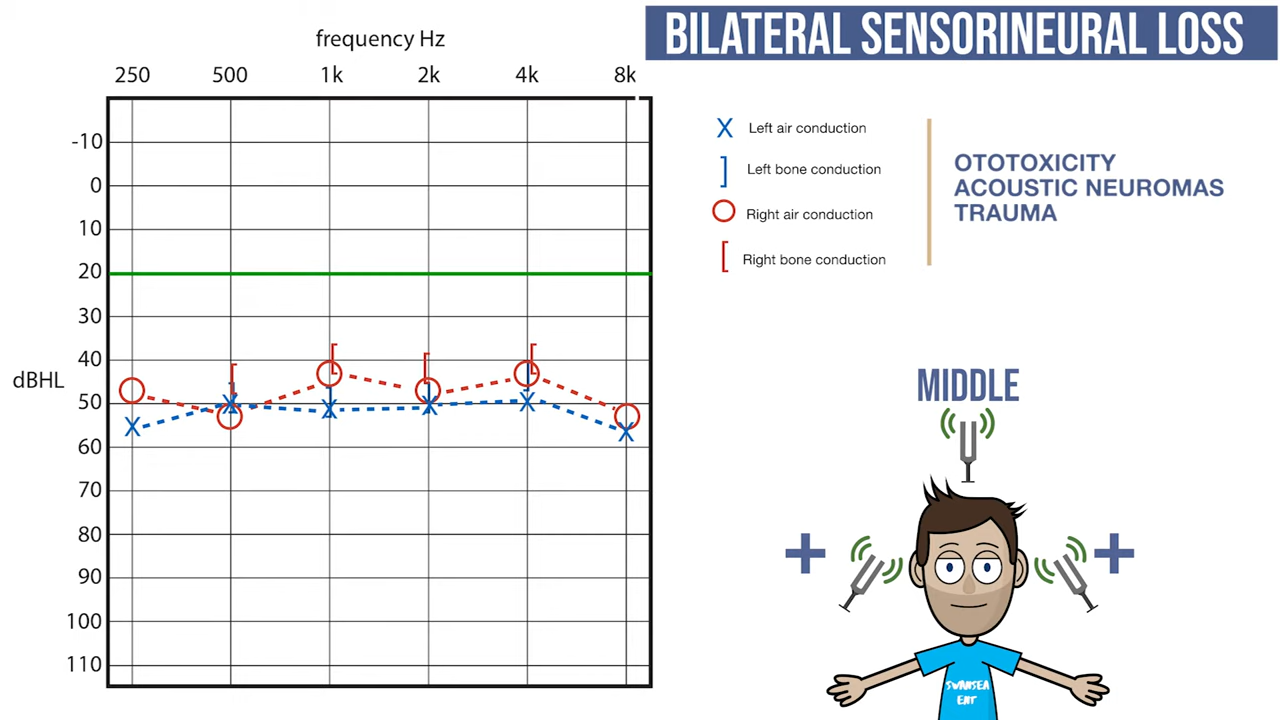 BILATERAL SENSORINEURAL LOSS
frequency Hz
250 500 1k 2k 4k 8k
-10
0
10
20
30
40
dBHL
50
60
70
80
90
100
110
X Left air conduction
] Left bone conduction
Right air conduction
[ Right bone conduction
OTOTOXICITY
ACOUSTIC NEUROMAS
TRAUMA
MIDDLE
+ +
SWANSEA
ENT